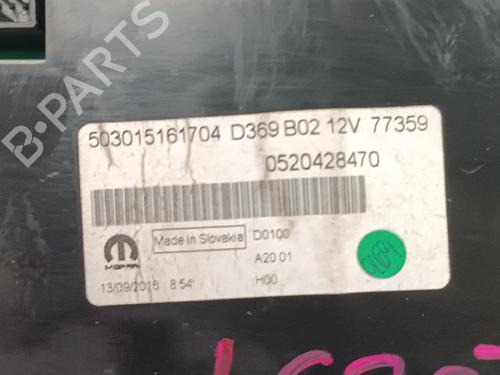 B-PARTS
503015161704 D369 B02 12V 77359
0520428470
Made in Slovakia D0100
MOPAR A20 01
13/09/2016 8:54 H00